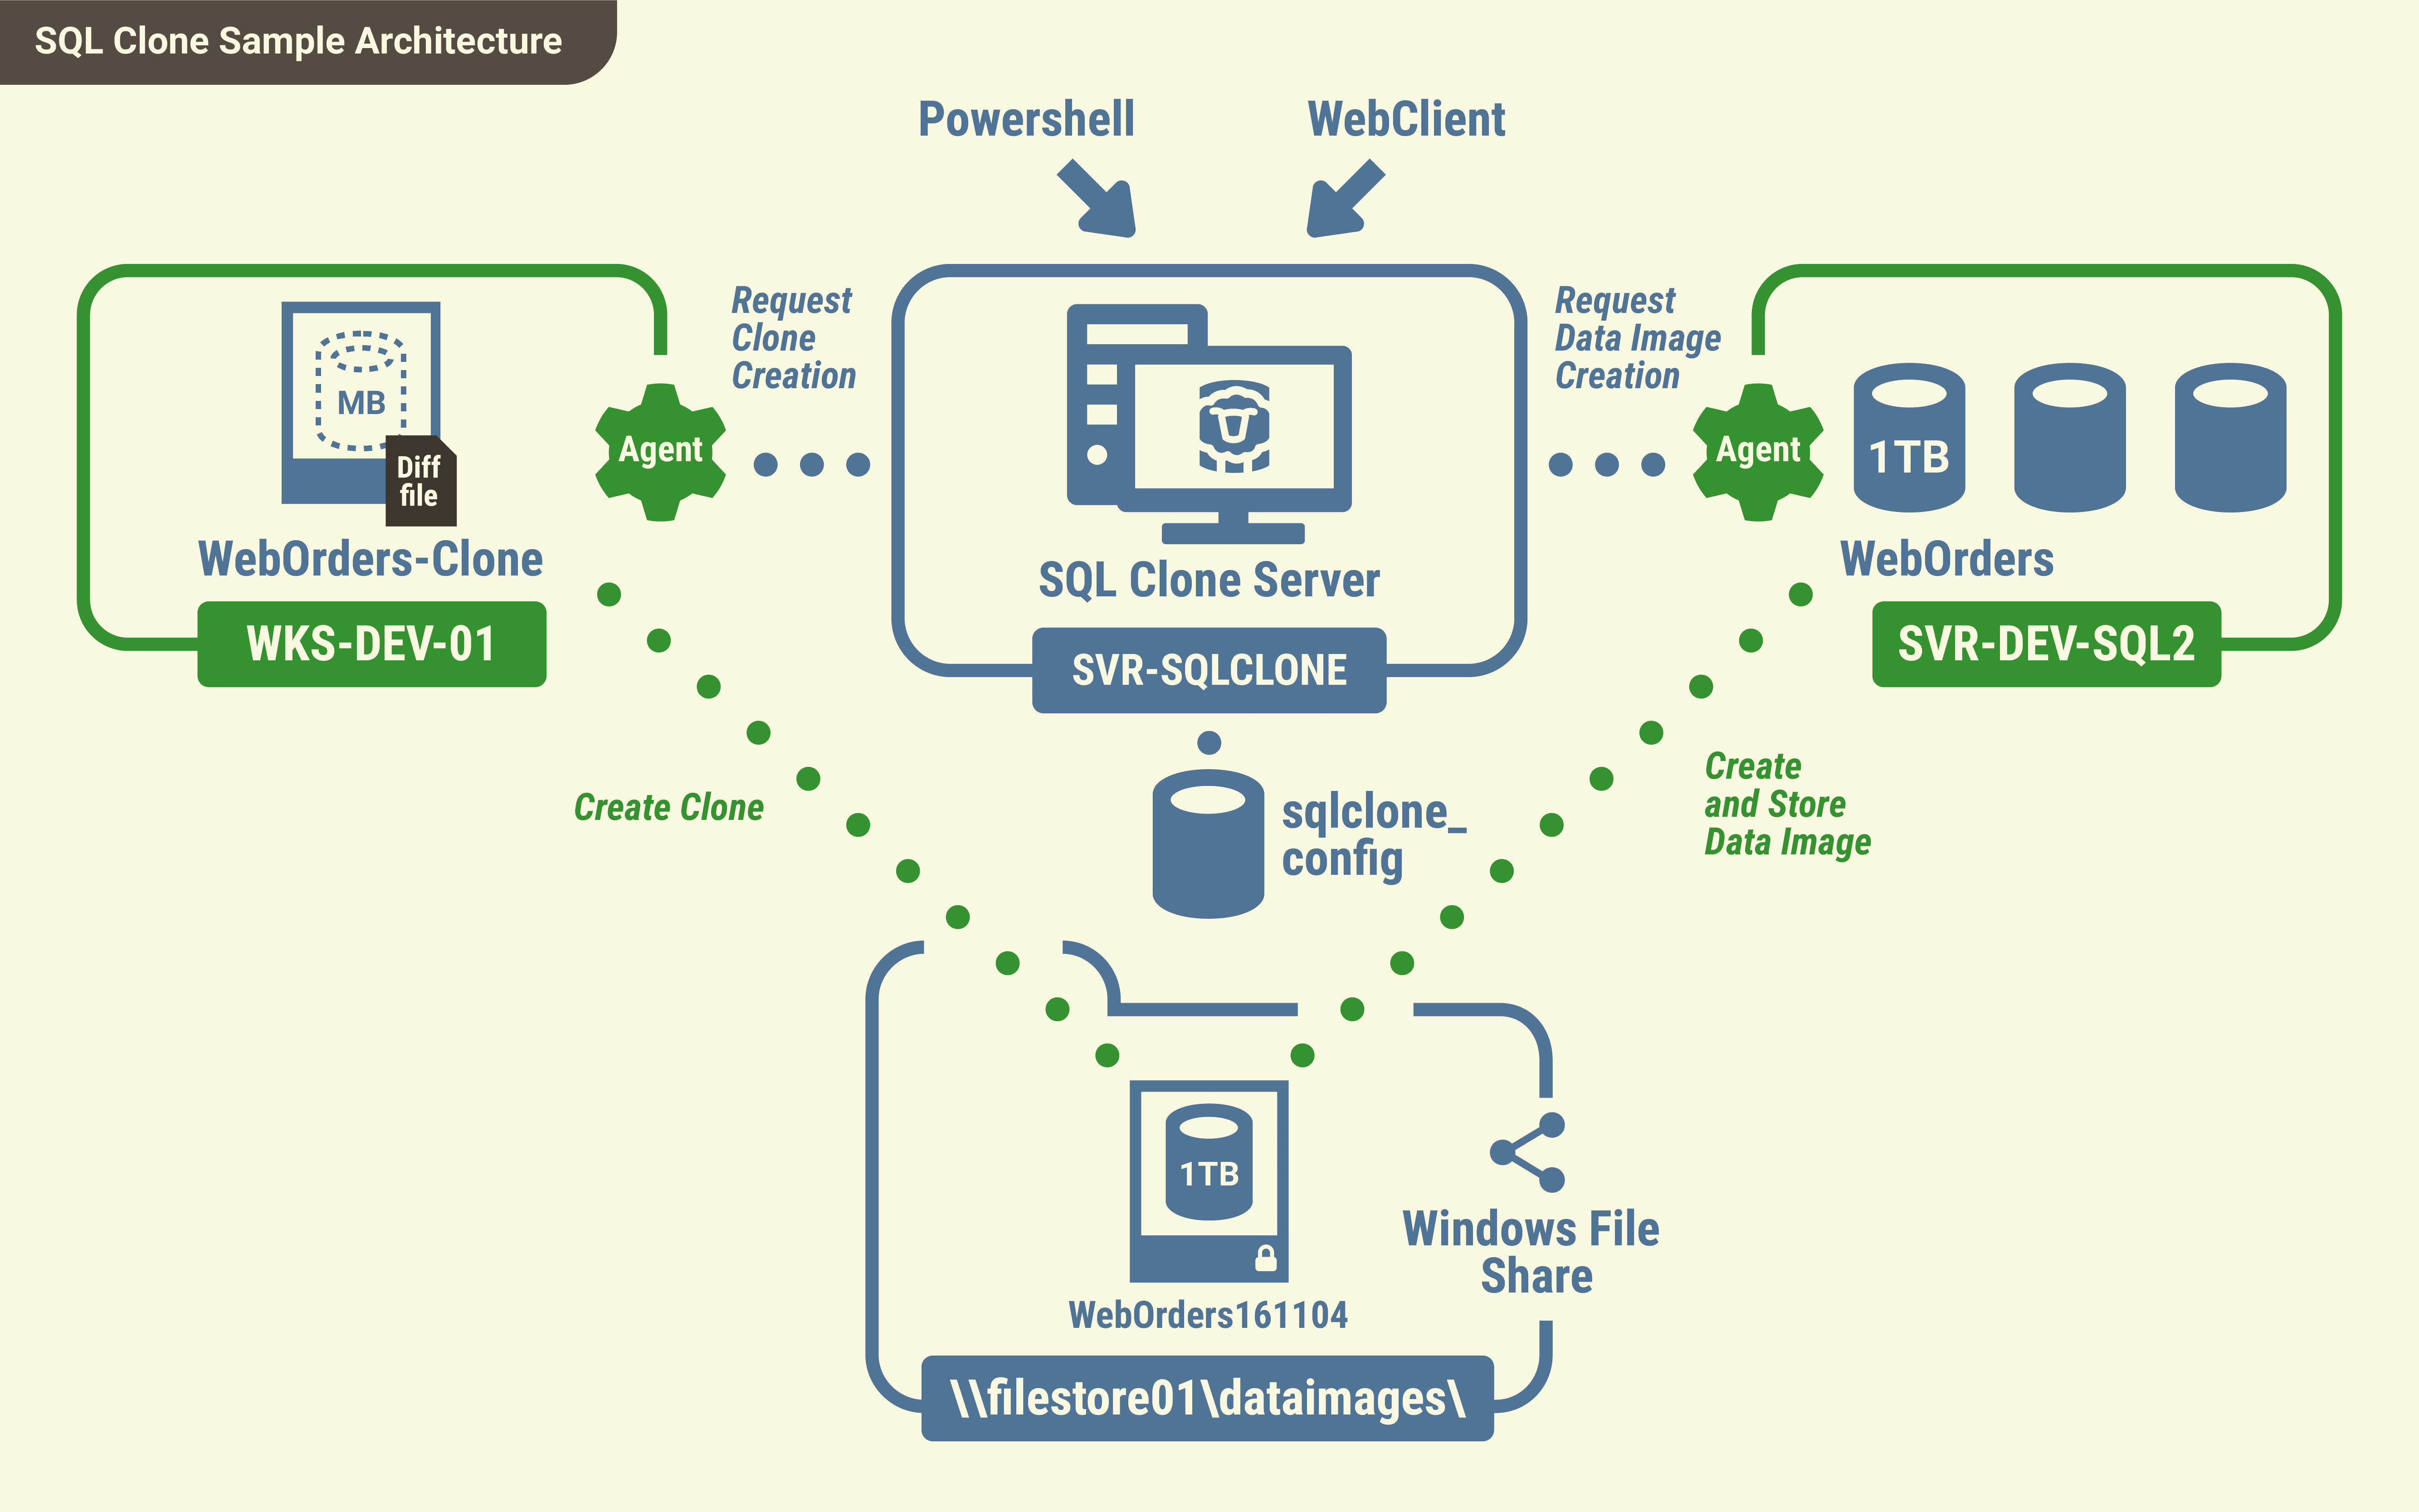 SQL Clone Sample Architecture
Powershell
WebClient
Request
Clone
Creation
Request
Data Image
Creation
MB
Diff
file
Agent
Agent
1TB
WebOrders-Clone
WKS-DEV-01
SQL Clone Server
SVR-SQLCLONE
WebOrders
SVR-DEV-SQL2
Create Clone
sqlclone_
config
Create
and Store
Data Image
1TB
WebOrders161104
Windows File
Share
\\filestore01\dataimages\